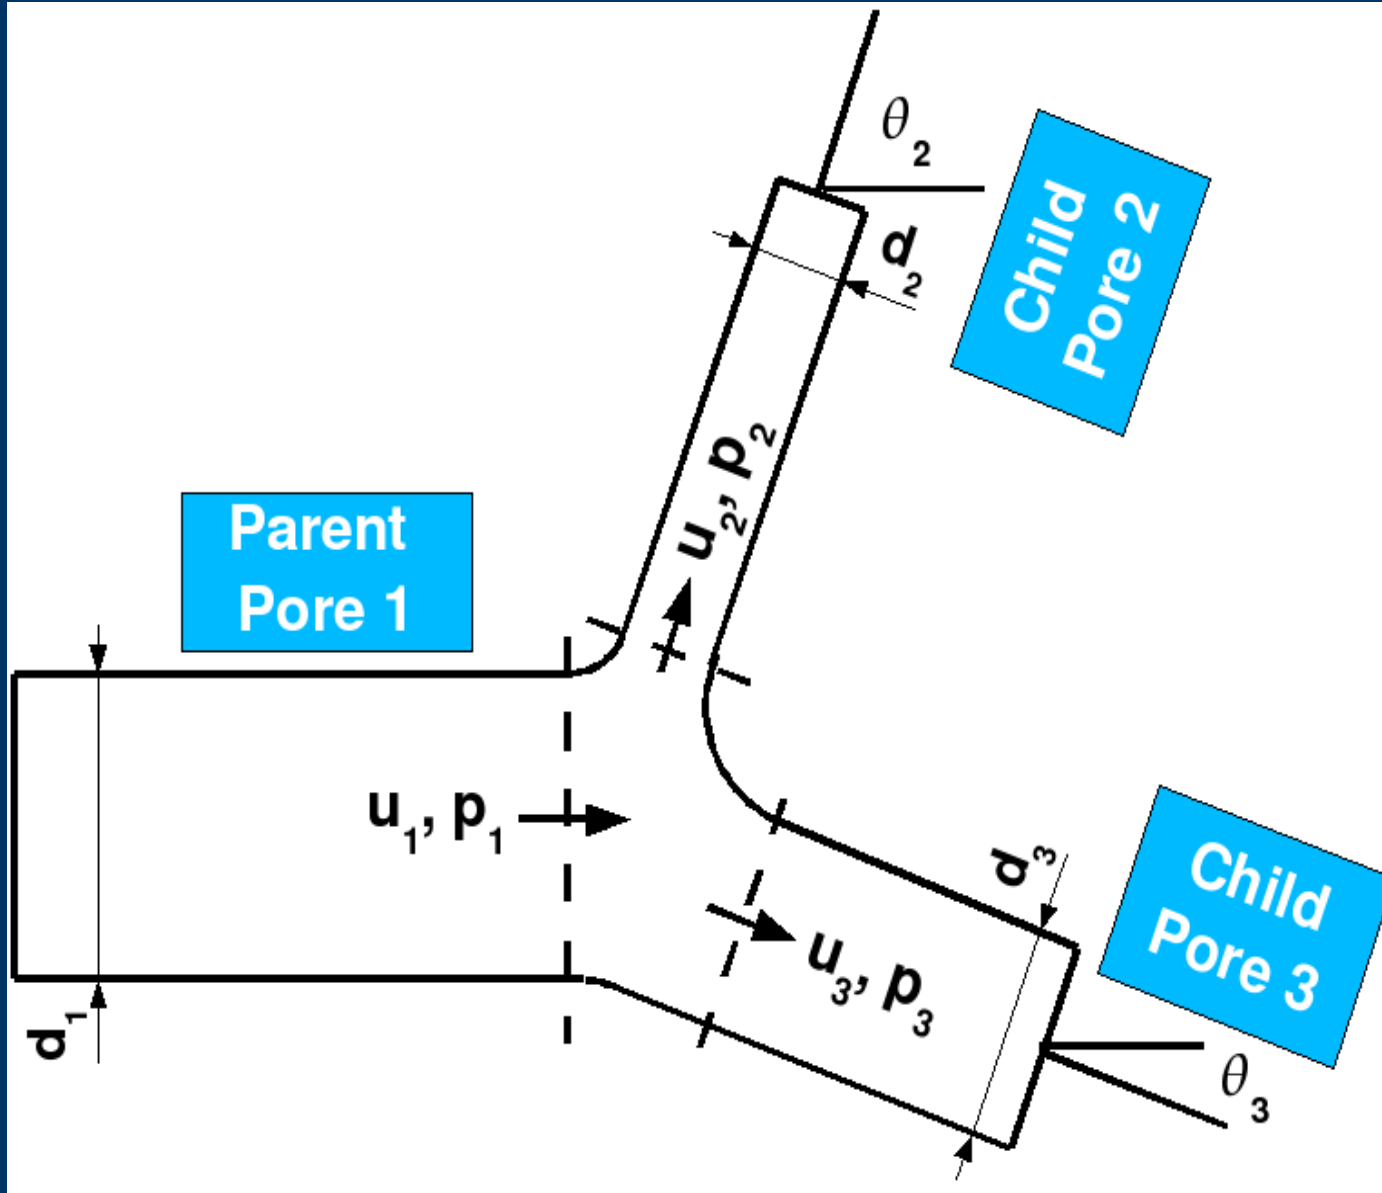 θ₂
Child
Pore 2
d₂
u₂, p₂
Parent
Pore 1
u₁, p₁
d₃
Child
Pore 3
u₃, p₃
d₁
θ₃